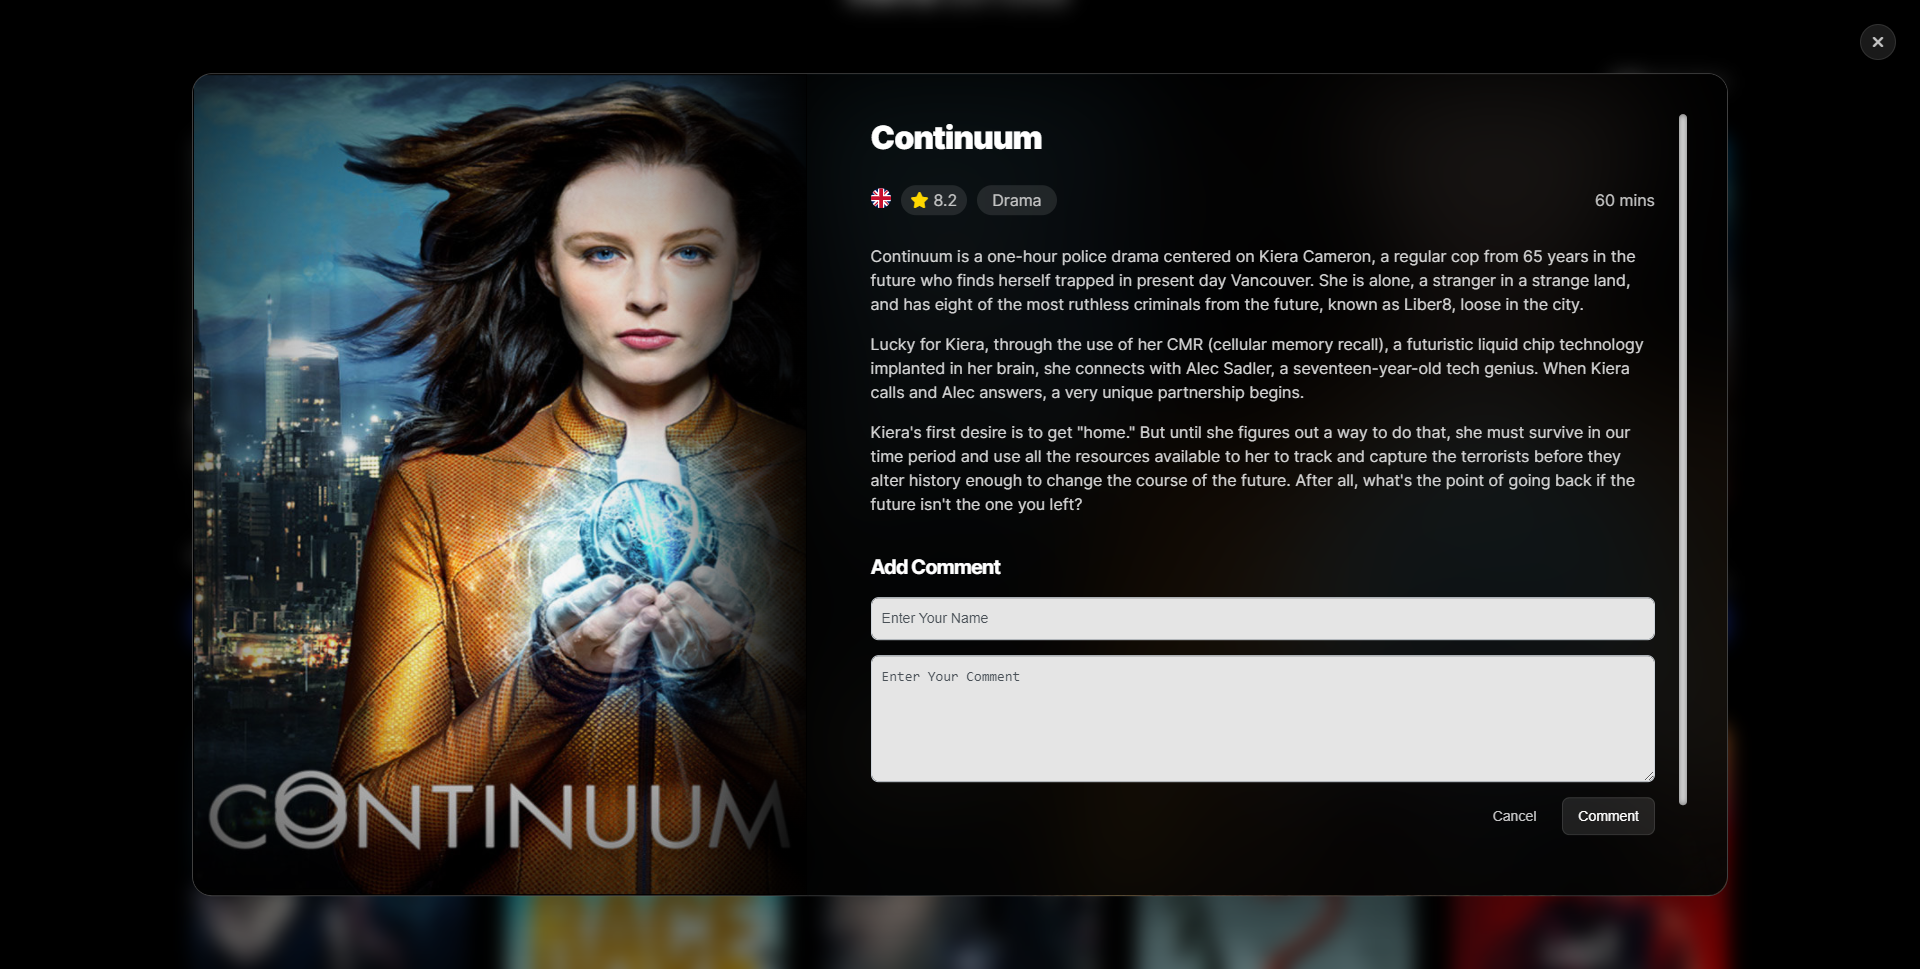 Continuum
8.2
Drama
60 mins
Continuum is a one-hour police drama centered on Kiera Cameron, a regular cop from 65 years in the
future who finds herself trapped in present day Vancouver. She is alone, a stranger in a strange land,
and has eight of the most ruthless criminals from the future, known as Liber8, loose in the city.
Lucky for Kiera, through the use of her CMR (cellular memory recall), a futuristic liquid chip technology
implanted in her brain, she connects with Alec Sadler, a seventeen-year-old tech genius. When Kiera
calls and Alec answers, a very unique partnership begins.
Kiera's first desire is to get "home." But until she figures out a way to do that, she must survive in our
time period and use all the resources available to her to track and capture the terrorists before they
alter history enough to change the course of the future. After all, what's the point of going back if the
future isn't the one you left?
Add Comment
Enter Your Name
Enter Your Comment
Cancel
Comment
CONTINUUM